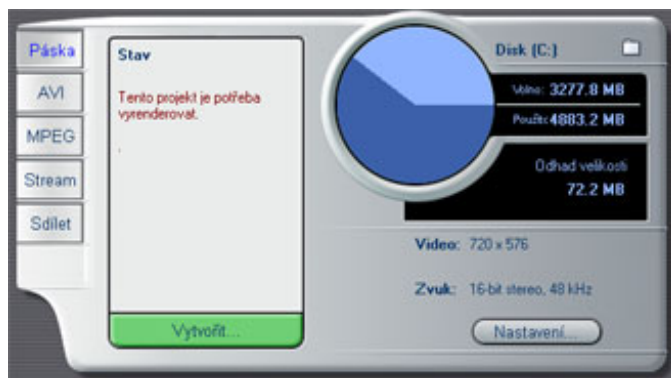 Páska
AVI
MPEG
Stream
Sdílet
Stav
Tento projekt je potřeba
vyrenderovat.
.
Vytvořit...
Disk (C:)
Volno: 3277.8 MB
Použito: 4883.2 MB
Odhad velikosti
72.2 MB
Video: 720 x 576
Zvuk: 16-bit stereo, 48 kHz
Nastavení...